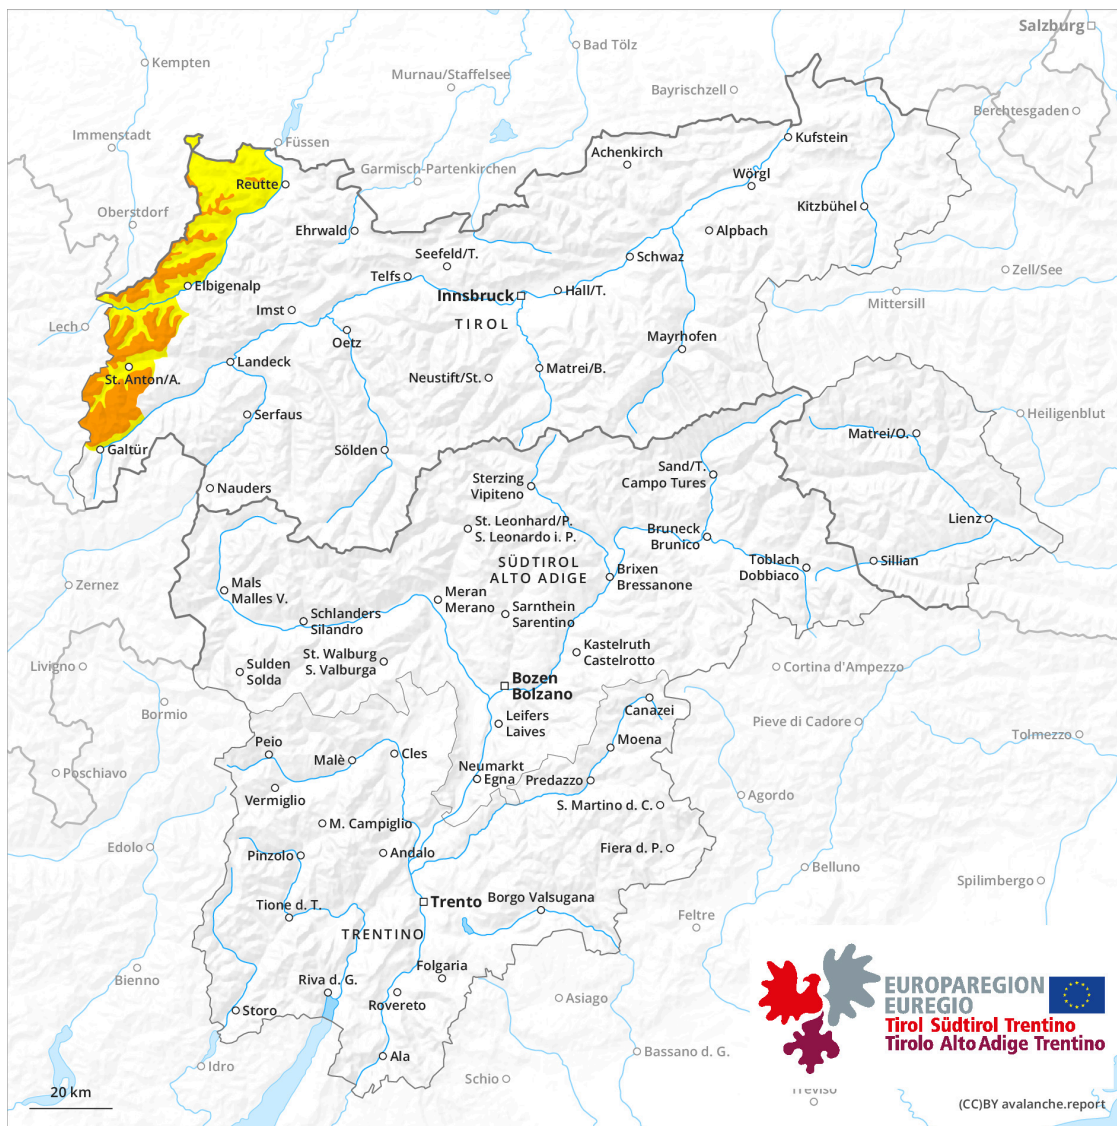 Salzburg
Bad Tölz
Kempten
Murnau/Staffelsee
Bayrischzell
Berchtesgaden
Immenstadt
Füssen
Kufstein
Achenkirch
Garmisch-Partenkirchen
Wörgl
Reutte
Oberstdorf
Kitzbühel
Ehrwald
Alpbach
Seefeld/T.
Schwaz
Telfs
Zell/See
Elbigenalp
Innsbruck
Hall/T.
Mittersill
Imst
TIROL
Lech
Oetz
Mayrhofen
Landeck
Matrei/B.
St. Anton/A.
Neustift/St.
Serfaus
Heiligenblut
Matrei/O.
Galtür
Sölden
Sand/T.
Campo Tures
Sterzing
Vipiteno
Nauders
St. Leonhard/P.
S. Leonardo i. P.
Lienz
Bruneck
Brunico
SÜDTIROL
ALTO ADIGE
Toblach
Dobbiaco
Sillian
Brixen
Bressanone
Zernez
Mals
Malles V.
Meran
Merano
Sarnthein
Sarentino
Schlanders
Silandro
Kastelruth
Castelrotto
St. Walburg
S. Valburga
Livigno
Sulden
Solda
Cortina d'Ampezzo
Bozen
Bolzano
Bormio
Canazei
Leifers
Laives
Pieve di Cadore
Tolmezzo
Moena
Peio
Malè
Cles
Neumarkt
Egna
Predazzo
Poschiavo
Vermiglio
Agordo
S. Martino d. C.
M. Campiglio
Edolo
Pinzolo
Andalo
Fiera d. P.
Belluno
Spilimbergo
Trento
Borgo Valsugana
Tione d. T.
Feltre
TRENTINO
Folgaria
Bienno
Riva d. G.
Rovereto
Asiago
Storo
EUROPAREGION
EUREGIO
Tirol Südtirol Trentino
Tirolo Alto Adige Trentino
Ala
Idro
Bassano d. G.
Schio
Treviso
20 km
(CC)BY avalanche.report